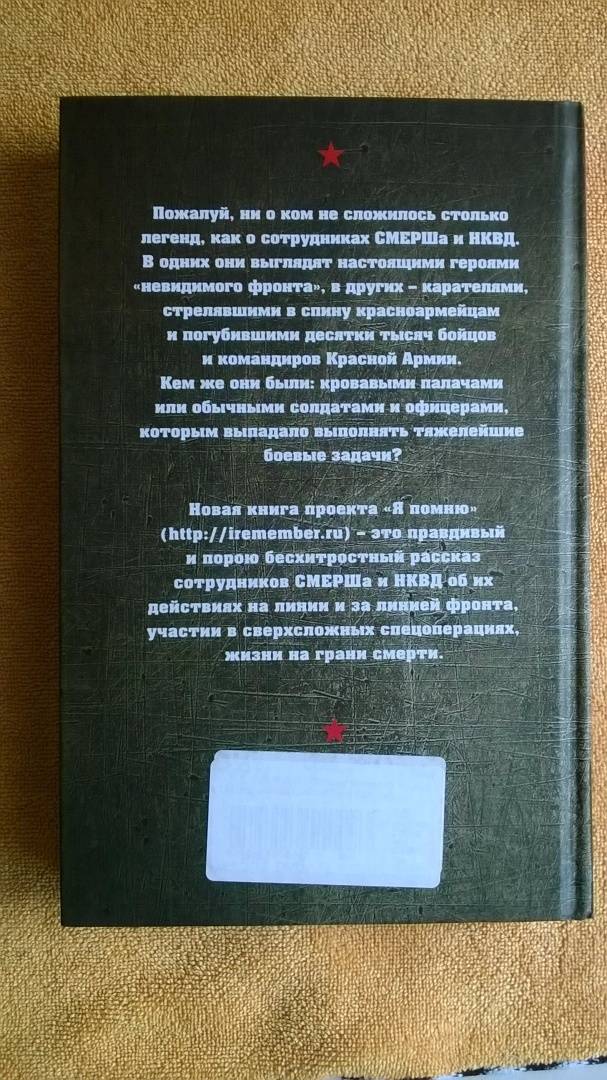 Пожалуй, ни о ком не сложилось столько
легенд, как о сотрудниках СМЕРШа и НКВД.
В одних они выглядят настоящими героями
«невидимого фронта», в других – карателями,
стрелявшими в спину красноармейцам
и погубившими десятки тысяч бойцов
и командиров Красной Армии.
Кем же они были: кровавыми палачами
или обычными солдатами и офицерами,
которым выпадало выполнять тяжелейшие
боевые задачи?
Новая книга проекта «Я помню»
(http://iremember.ru) – это правдивый
и порою бесхитростный рассказ
сотрудников СМЕРШа и НКВД об их
действиях на линии и за линией фронта,
участии в сверхсложных спецоперациях,
жизни на грани смерти.